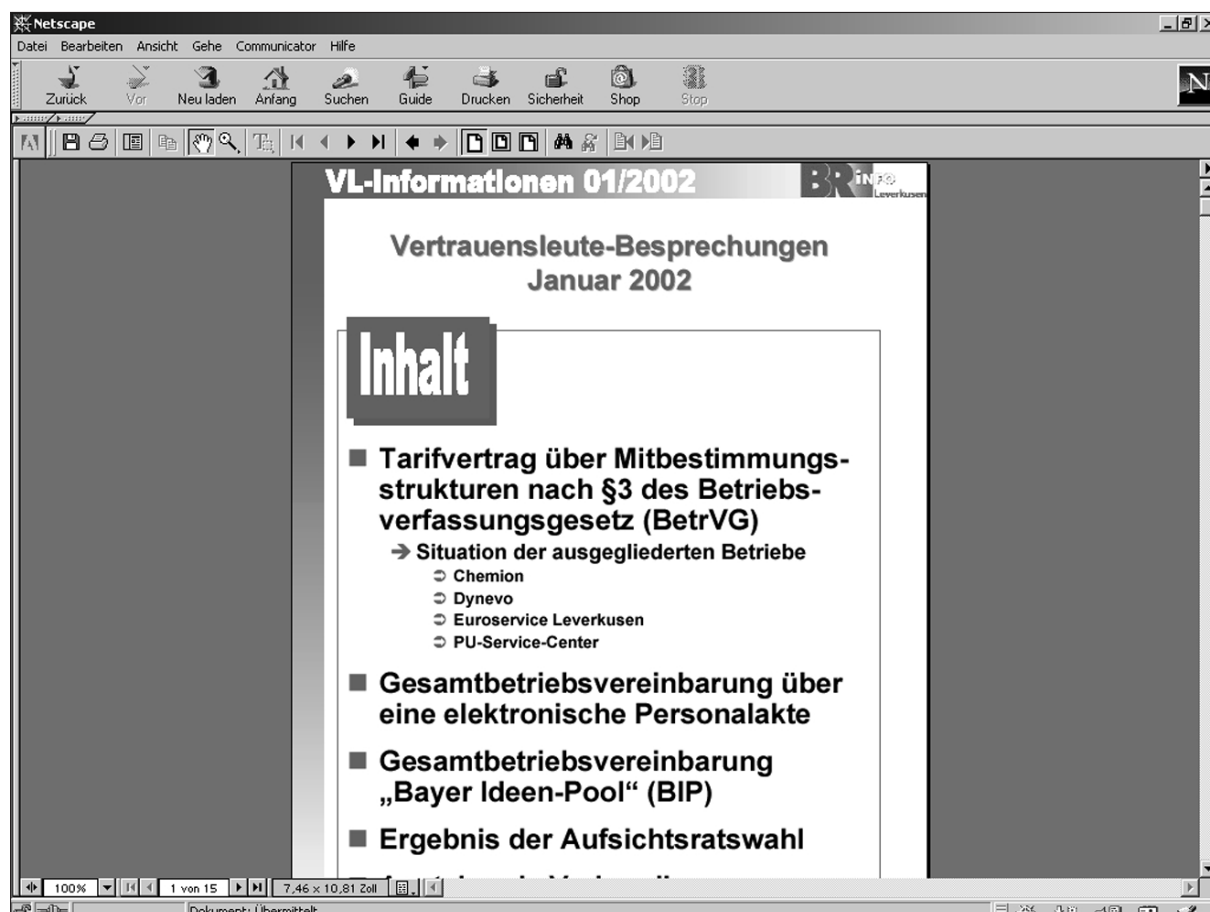 Netscape
Datei Bearbeiten Ansicht Gehe Communicator Hilfe
Zurück Vor Neu laden Anfang Suchen Guide Drucken Sicherheit Shop Stop
VL-Informationen 01/2002 BR iNFO
Leverkusen
Vertrauensleute-Besprechungen
Januar 2002
Inhalt
Tarifvertrag über Mitbestimmungs-
strukturen nach §3 des Betriebs-
verfassungsgesetz (BetrVG)
Situation der ausgegliederten Betriebe
Chemion
Dynevo
Euroservice Leverkusen
PU-Service-Center
Gesamtbetriebsvereinbarung über
eine elektronische Personalakte
Gesamtbetriebsvereinbarung
„Bayer Ideen-Pool“ (BIP)
Ergebnis der Aufsichtsratswahl
100% 1 von 15 7,46 x 10,81 Zoll
Dokument: Übermittelt